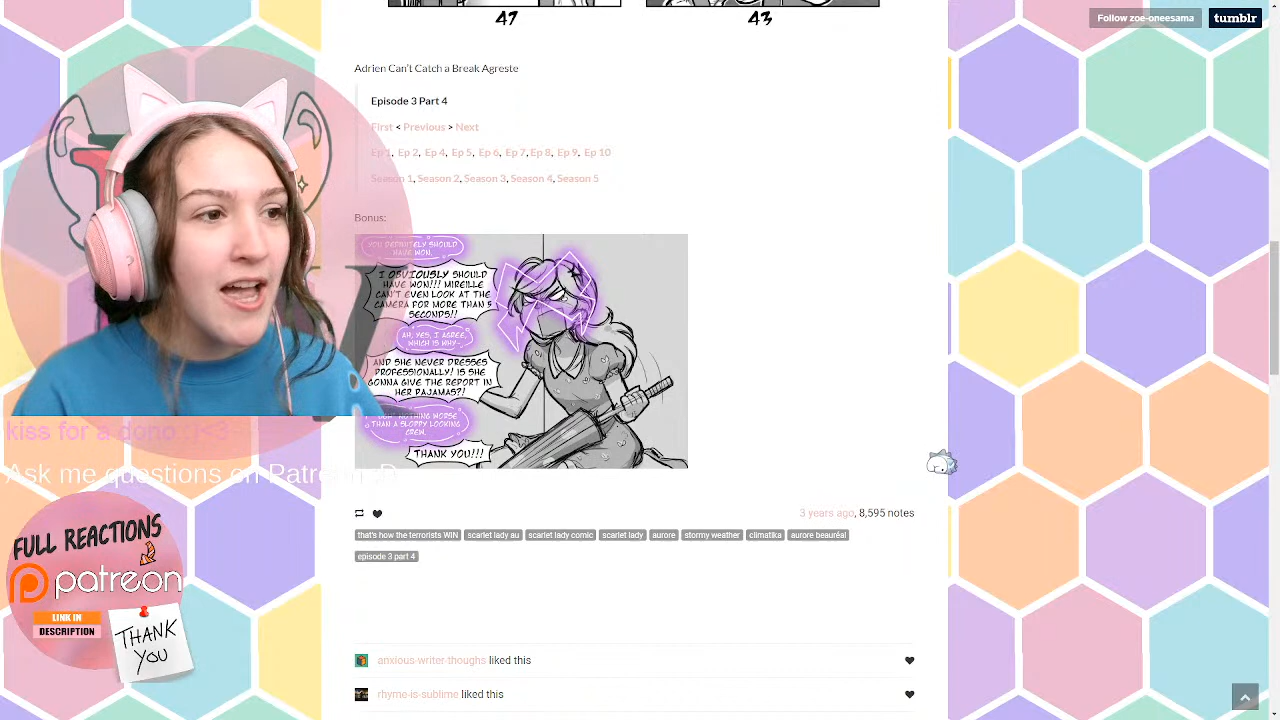 47
43
Follow zoe-oneesama
tumblr
Adrien Can't Catch a Break Agreste
Episode 3 Part 4
First < Previous > Next
Ep 1, Ep 2, Ep 4, Ep 5, Ep 6, Ep 7, Ep 8, Ep 9, Ep 10
Season 1, Season 2, Season 3, Season 4, Season 5
Bonus:
YOU DEFINITELY SHOULD
HAVE WON.
I OBVIOUSLY SHOULD
HAVE WON!!! MIREILLE
CAN'T EVEN LOOK AT THE
CAMERA FOR MORE THAN 5
SECONDS!!
AH, YES, I AGREE,
WHICH IS WHY-
AND SHE NEVER DRESSES
PROFESSIONALLY! IS SHE
GONNA GIVE THE REPORT IN
HER PAJAMAS?!
NOTHING WORSE
THAN A SLOPPY LOOKING
CREW.
THANK YOU!!!
kiss for a dono
Ask me questions on Patreon :D
3 years ago, 8,595 notes
that's how the terrorists WIN scarlet lady au scarlet lady comic scarlet lady aurore stormy weather climatika aurore beauréal
episode 3 part 4
FULL REACTIONS
patreon
LINK IN
DESCRIPTION
THANK
YOU
anxious-writer-thoughs liked this
rhyme-is-sublime liked this